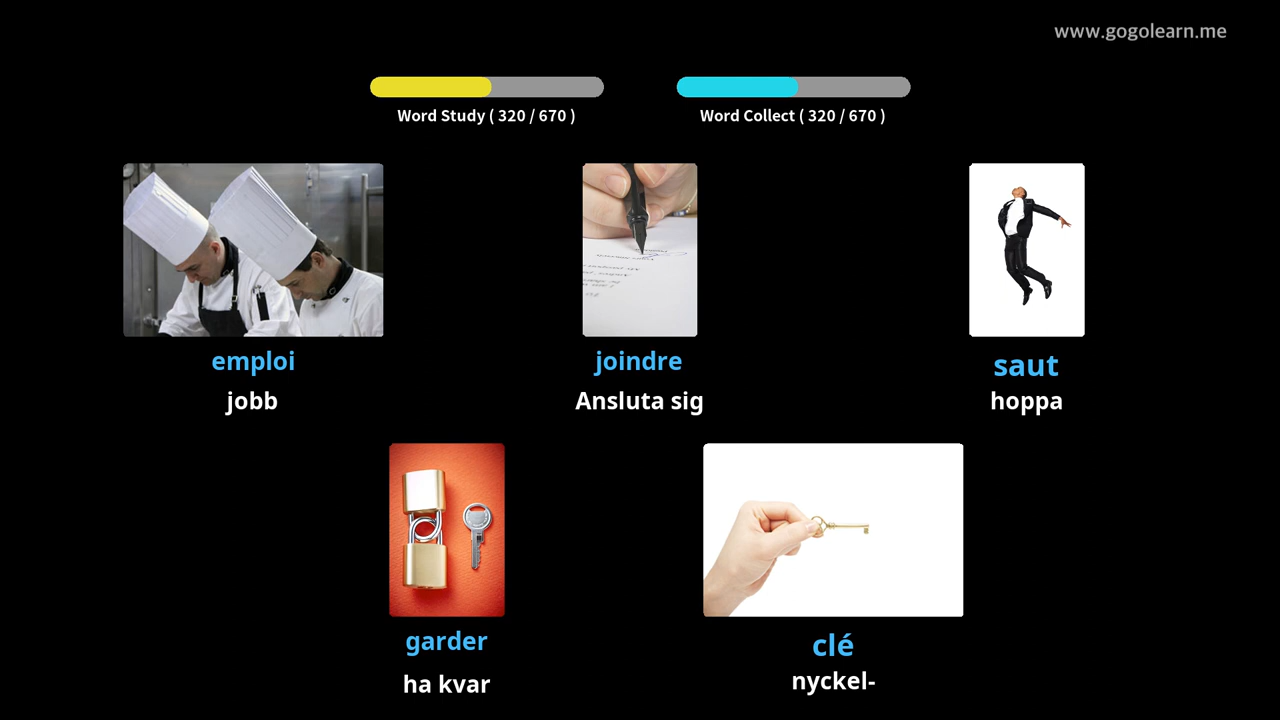 www.gogolearn.me
Word Study ( 320 / 670 )
Word Collect ( 320 / 670 )
emploi
jobb
joindre
Ansluta sig
saut
hoppa
garder
ha kvar
clé
nyckel-